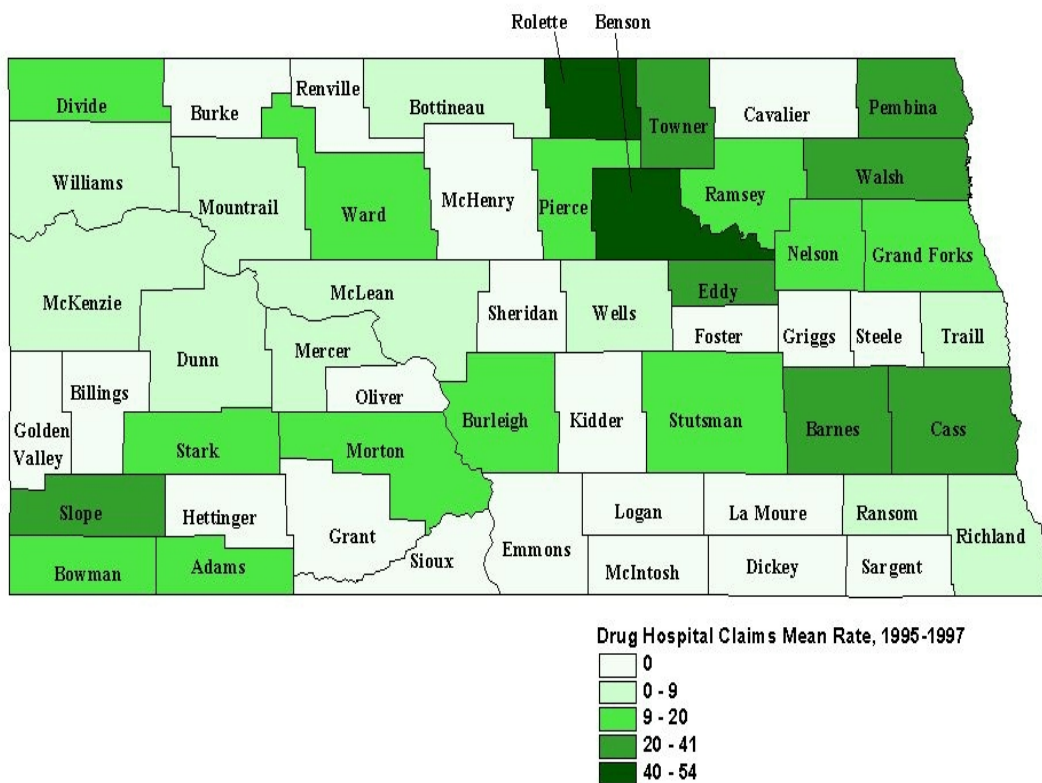 Rolette
Benson
Divide
Burke
Renville
Bottineau
Towner
Cavalier
Pembina
Williams
Mountrail
Ward
McHenry
Pierce
Ramsey
Walsh
Nelson
Grand Forks
McKenzie
McLean
Sheridan
Wells
Eddy
Foster
Griggs
Steele
Traill
Dunn
Mercer
Oliver
Billings
Golden
Valley
Stark
Morton
Burleigh
Kidder
Stutsman
Barnes
Cass
Slope
Hettinger
Grant
Sioux
Emmons
Logan
La Moure
Ransom
Richland
Bowman
Adams
McIntosh
Dickey
Sargent
Drug Hospital Claims Mean Rate, 1995-1997
0
0 - 9
9 - 20
20 - 41
40 - 54